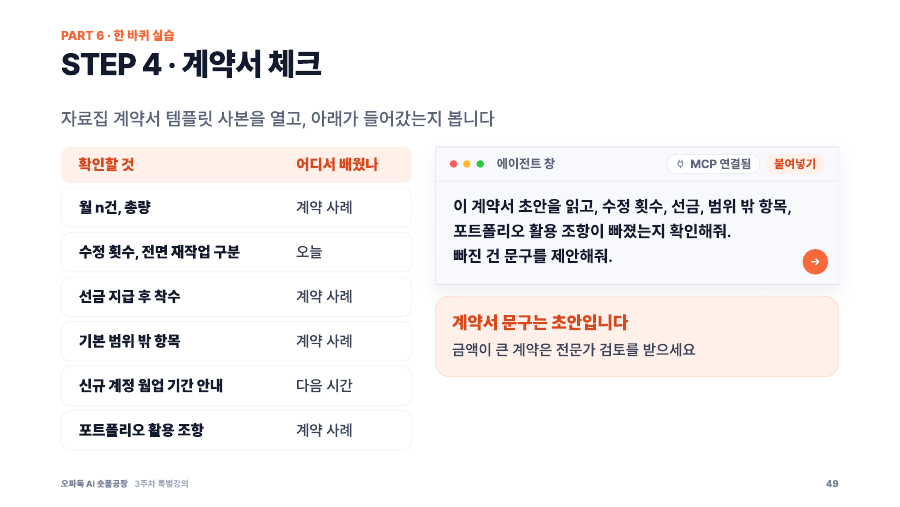 PART 6 · 한 바퀴 실습
STEP 4 · 계약서 체크
자료집 계약서 템플릿 사본을 열고, 아래가 들어갔는지 봅니다
확인할 것 어디서 배웠나
월 n건, 총량 계약 사례
수정 횟수, 전면 재작업 구분 오늘
선금 지급 후 착수 계약 사례
기본 범위 밖 항목 계약 사례
신규 계정 웜업 기간 안내 다음 시간
포트폴리오 활용 조항 계약 사례
에이전트 창 MCP 연결됨 붙여넣기
이 계약서 초안을 읽고, 수정 횟수, 선금, 범위 밖 항목,
포트폴리오 활용 조항이 빠졌는지 확인해줘.
빠진 건 문구를 제안해줘.
계약서 문구는 초안입니다
금액이 큰 계약은 전문가 검토를 받으세요
오파독 AI 숏폼공장 3주차 특별강의
49